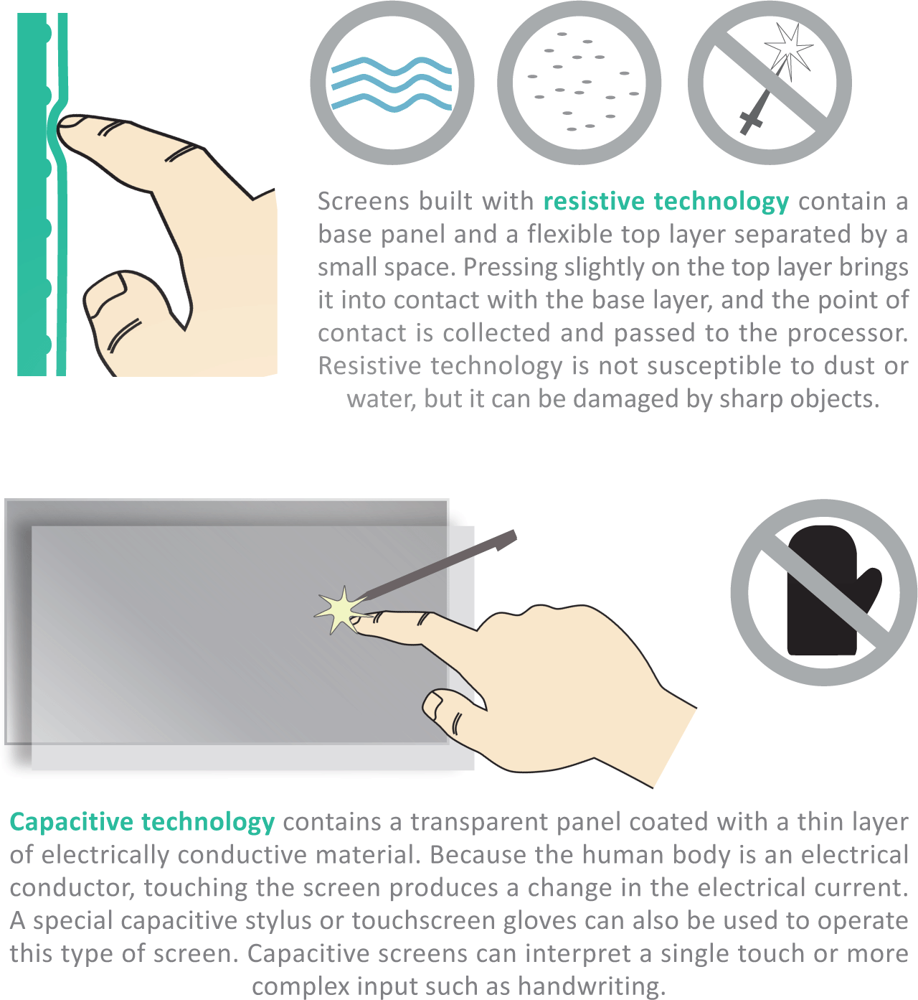 Screens built with resistive technology contain a
base panel and a flexible top layer separated by a
small space. Pressing slightly on the top layer brings
it into contact with the base layer, and the point of
contact is collected and passed to the processor.
Resistive technology is not susceptible to dust or
water, but it can be damaged by sharp objects.
Capacitive technology contains a transparent panel coated with a thin layer
of electrically conductive material. Because the human body is an electrical
conductor, touching the screen produces a change in the electrical current.
A special capacitive stylus or touchscreen gloves can also be used to operate
this type of screen. Capacitive screens can interpret a single touch or more
complex input such as handwriting.